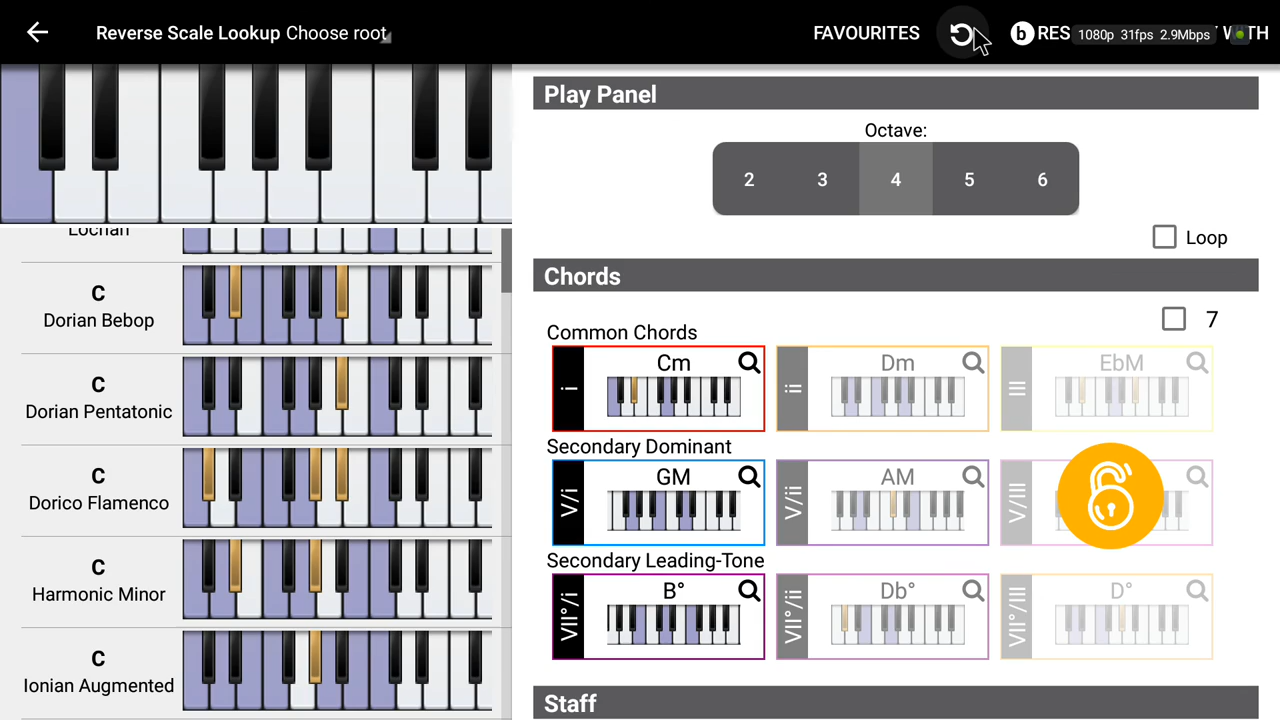 Reverse Scale Lookup Choose root
FAVOURITES
b RES
1080p 31fps 2.9Mbps
WITH
Play Panel
Octave:
2 3 4 5 6
Loop
Chords
7
Common Chords
i Cm
ii Dm
III EbM
Secondary Dominant
V/i GM
V/ii AM
V/III
Secondary Leading-Tone
VII°/i B°
VII°/ii Db°
VII°/III D°
Staff
Locrian
C
Dorian Bebop
C
Dorian Pentatonic
C
Dorico Flamenco
C
Harmonic Minor
C
Ionian Augmented